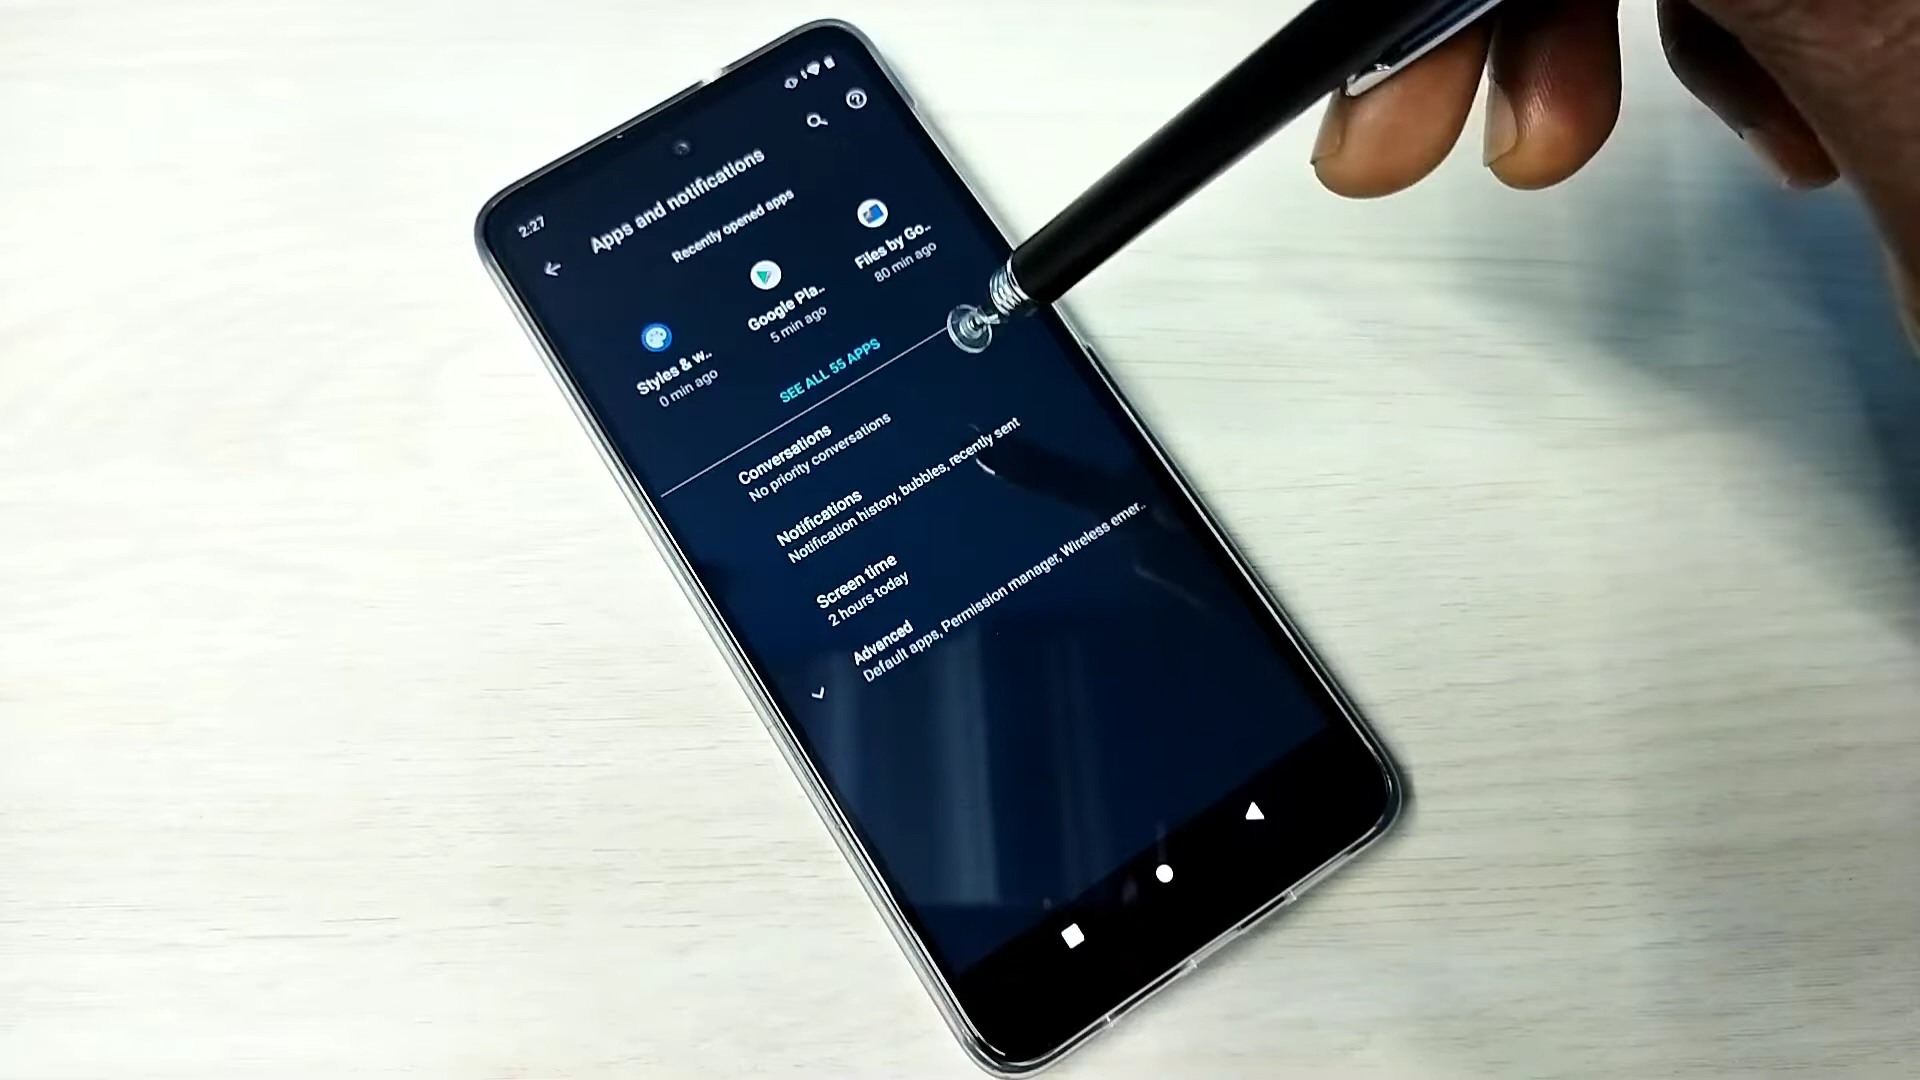 2:27
Apps and notifications
Recently opened apps
Styles & w..
0 min ago
Google Pla..
5 min ago
Files by Go..
80 min ago
SEE ALL 55 APPS
Conversations
No priority conversations
Notifications
Notification history, bubbles, recently sent
Screen time
2 hours today
Advanced
Default apps, Permission manager, Wireless emer..